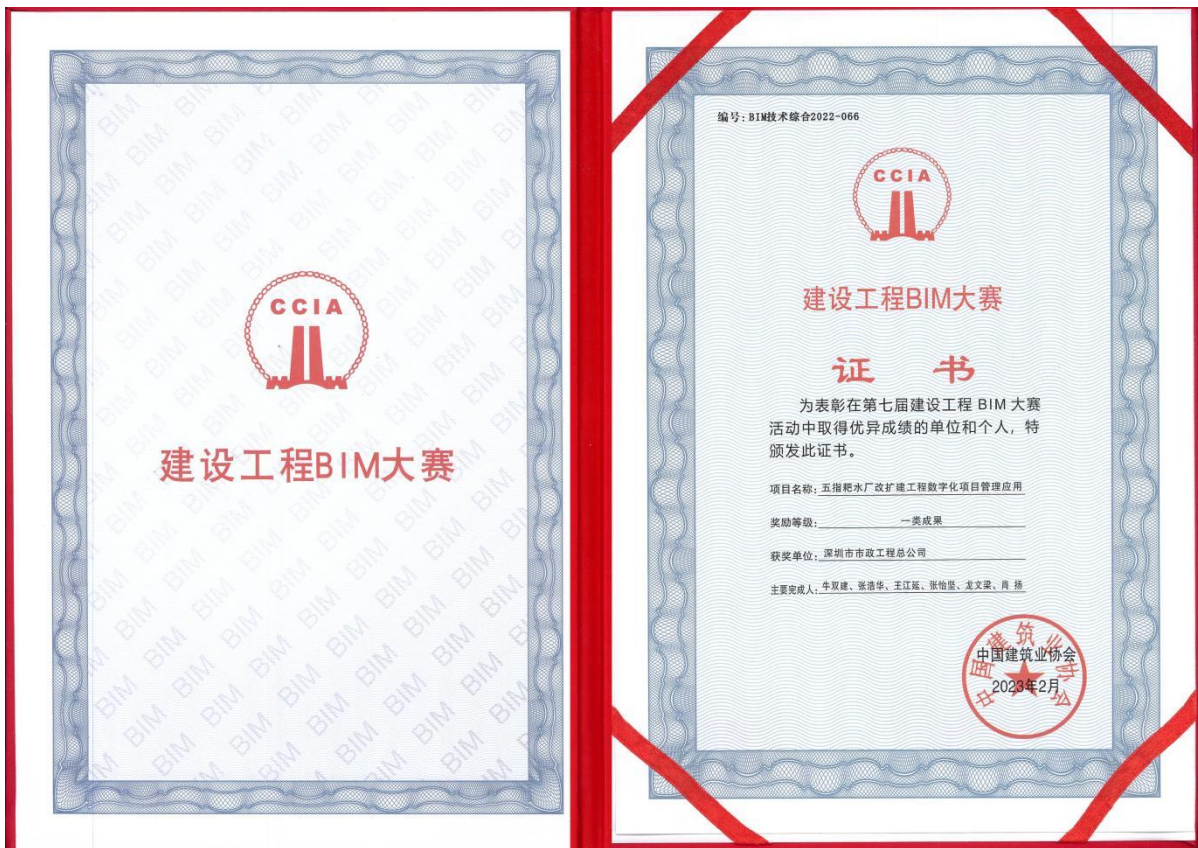 CCIA
建设工程BIM大赛
编号：BIM技术综合2022-066
CCIA
建设工程BIM大赛
证 书
为表彰在第七届建设工程 BIM 大赛
活动中取得优异成绩的单位和个人，特
颁发此证书。
项目名称：五指耙水厂改扩建工程数字化项目管理应用
奖励等级：一类成果
获奖单位：深圳市市政工程总公司
主要完成人：牛双建、张浩华、王江延、张怡坚、龙文梁、肖 扬
中国建筑业协会
中国建筑业协会
2023年2月